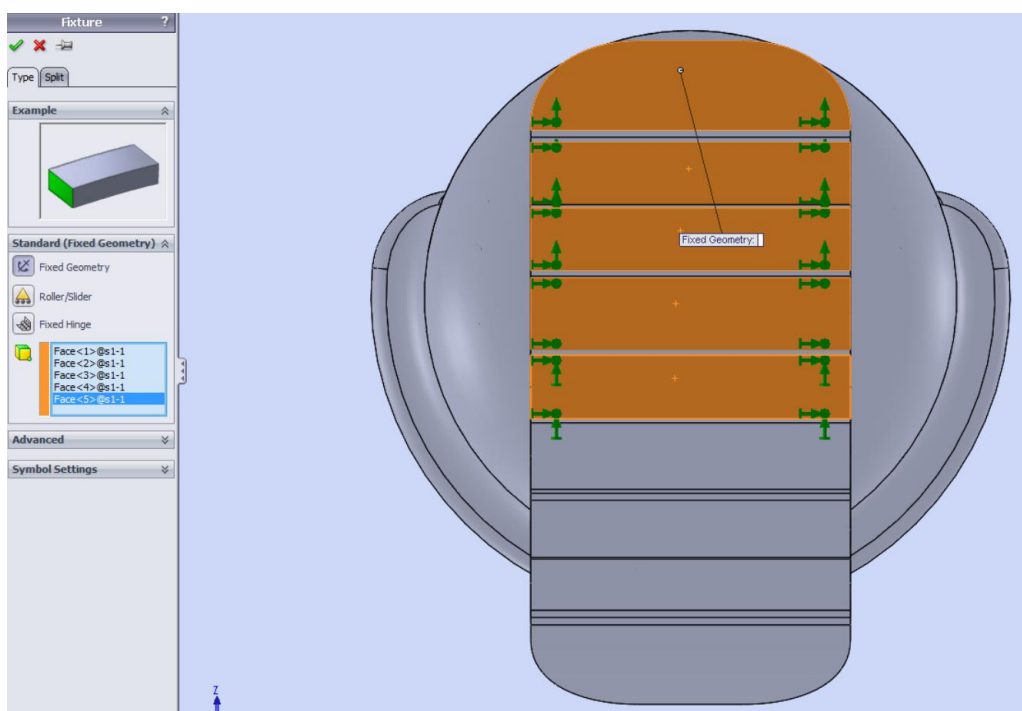 Fixture ?
Type Split
Example
Standard (Fixed Geometry)
Fixed Geometry
Roller/Slider
Fixed Hinge
Face<1>@s1-1
Face<2>@s1-1
Face<3>@s1-1
Face<4>@s1-1
Face<5>@s1-1
Advanced
Symbol Settings
Fixed Geometry:
Z